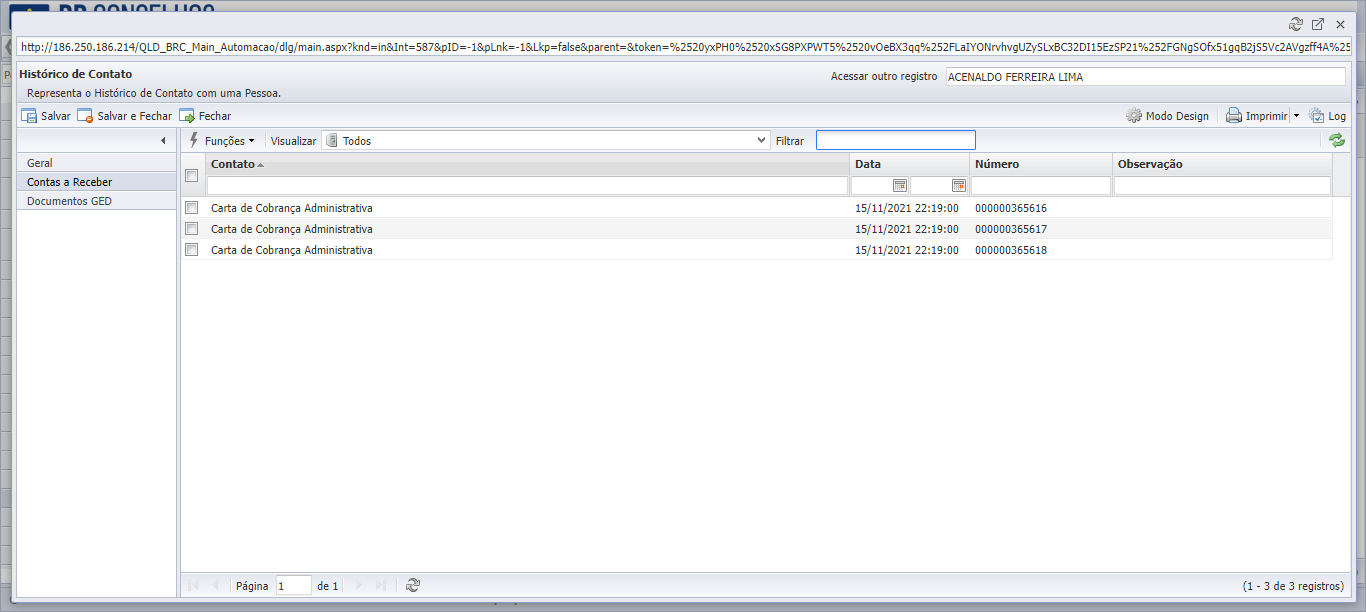 http://186.250.186.214/QLD_BRC_Main_Automacao/dlg/main.aspx?knd=in&Int=587&pID=-1&pLnk=-1&Lkp=false&parent=&token=%2520yxPH0%2520xSG8PXPWT5%2520vOeBX3qq%252FLaIYONrvhvgUZySLxBC32DI15EzSP21%252FGNgSOfx51gqB2jS5Vc2AVgzff4A%25
Histórico de Contato
Acessar outro registro ACENALDO FERREIRA LIMA
Representa o Histórico de Contato com uma Pessoa.
Salvar Salvar e Fechar Fechar Modo Design Imprimir Log
Funções Visualizar Todos Filtrar
Geral
Contas a Receber
Documentos GED
Contato Data Número Observação
Carta de Cobrança Administrativa 15/11/2021 22:19:00 000000365616
Carta de Cobrança Administrativa 15/11/2021 22:19:00 000000365617
Carta de Cobrança Administrativa 15/11/2021 22:19:00 000000365618
Página 1 de 1 (1 - 3 de 3 registros)